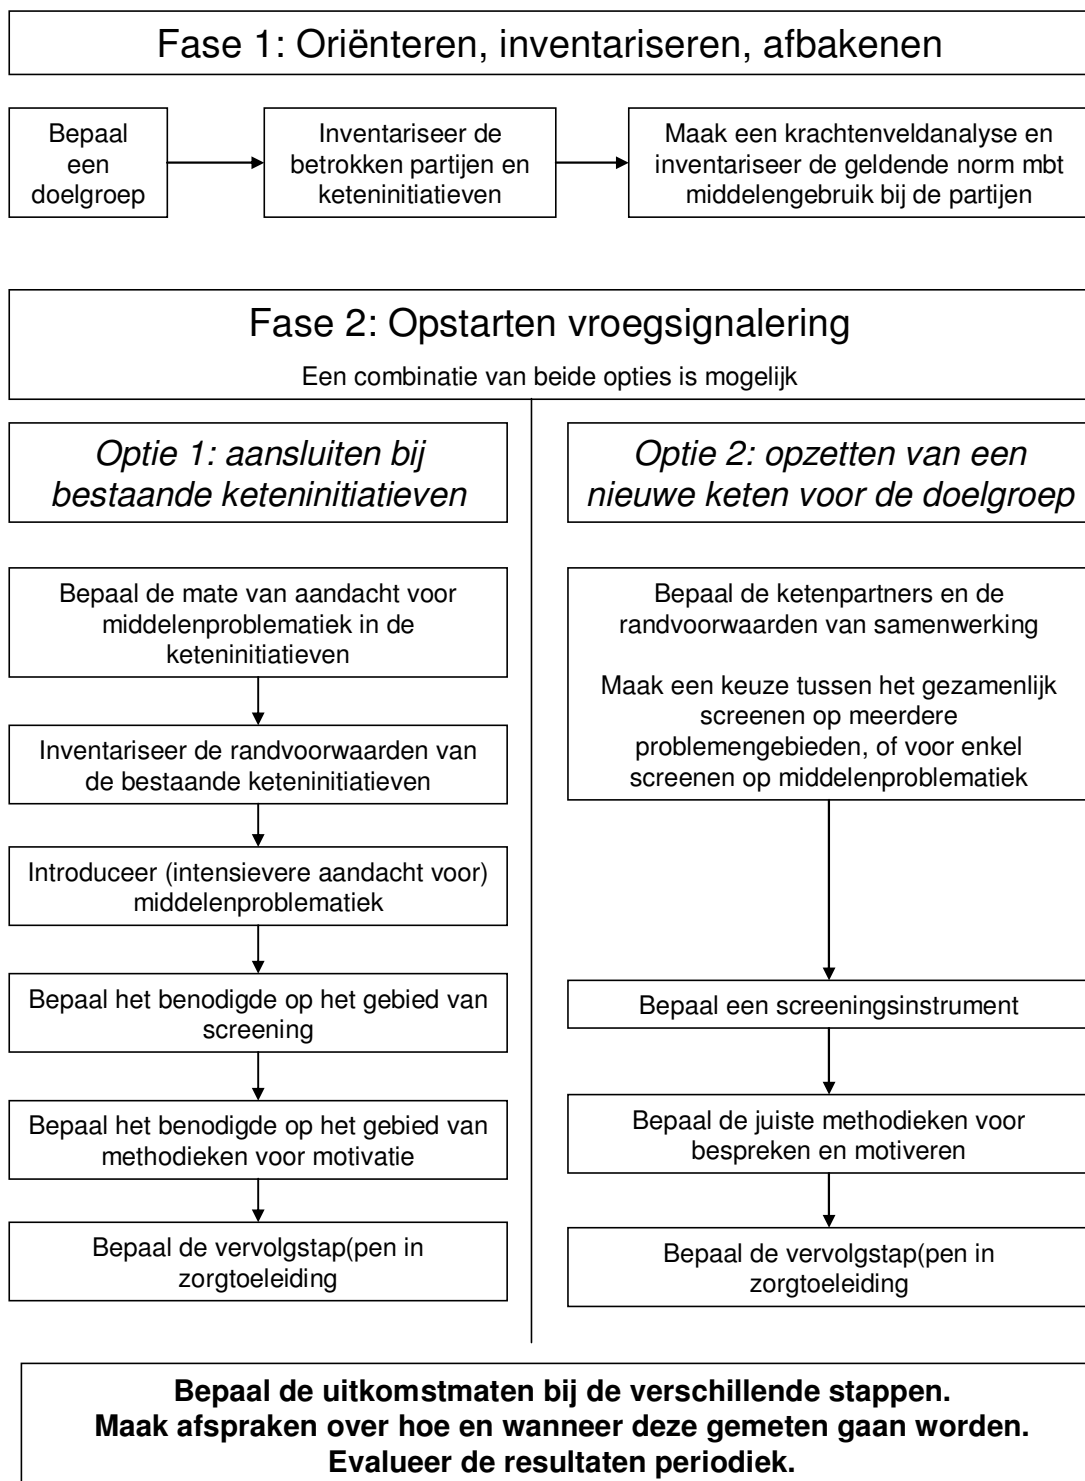 Fase 1: Oriënteren, inventariseren, afbakenen
Bepaal
een
doelgroep
Inventariseer de
betrokken partijen en
keteninitiatieven
Maak een krachtenveldanalyse en
inventariseer de geldende norm mbt
middelengebruik bij de partijen
Fase 2: Opstarten vroegsignalering
Een combinatie van beide opties is mogelijk
Optie 1: aansluiten bij
bestaande keteninitiatieven
Bepaal de mate van aandacht voor
middelenproblematiek in de
keteninitiatieven
Inventariseer de randvoorwaarden van
de bestaande keteninitiatieven
Introduceer (intensievere aandacht voor)
middelenproblematiek
Bepaal het benodigde op het gebied van
screening
Bepaal het benodigde op het gebied van
methodieken voor motivatie
Bepaal de vervolgstap(pen in
zorgtoeleiding
Optie 2: opzetten van een
nieuwe keten voor de doelgroep
Bepaal de ketenpartners en de
randvoorwaarden van samenwerking
Maak een keuze tussen het gezamenlijk
screenen op meerdere
problemengebieden, of voor enkel
screenen op middelenproblematiek
Bepaal een screeningsinstrument
Bepaal de juiste methodieken voor
bespreken en motiveren
Bepaal de vervolgstap(pen in
zorgtoeleiding
Bepaal de uitkomstmaten bij de verschillende stappen.
Maak afspraken over hoe en wanneer deze gemeten gaan worden.
Evalueer de resultaten periodiek.